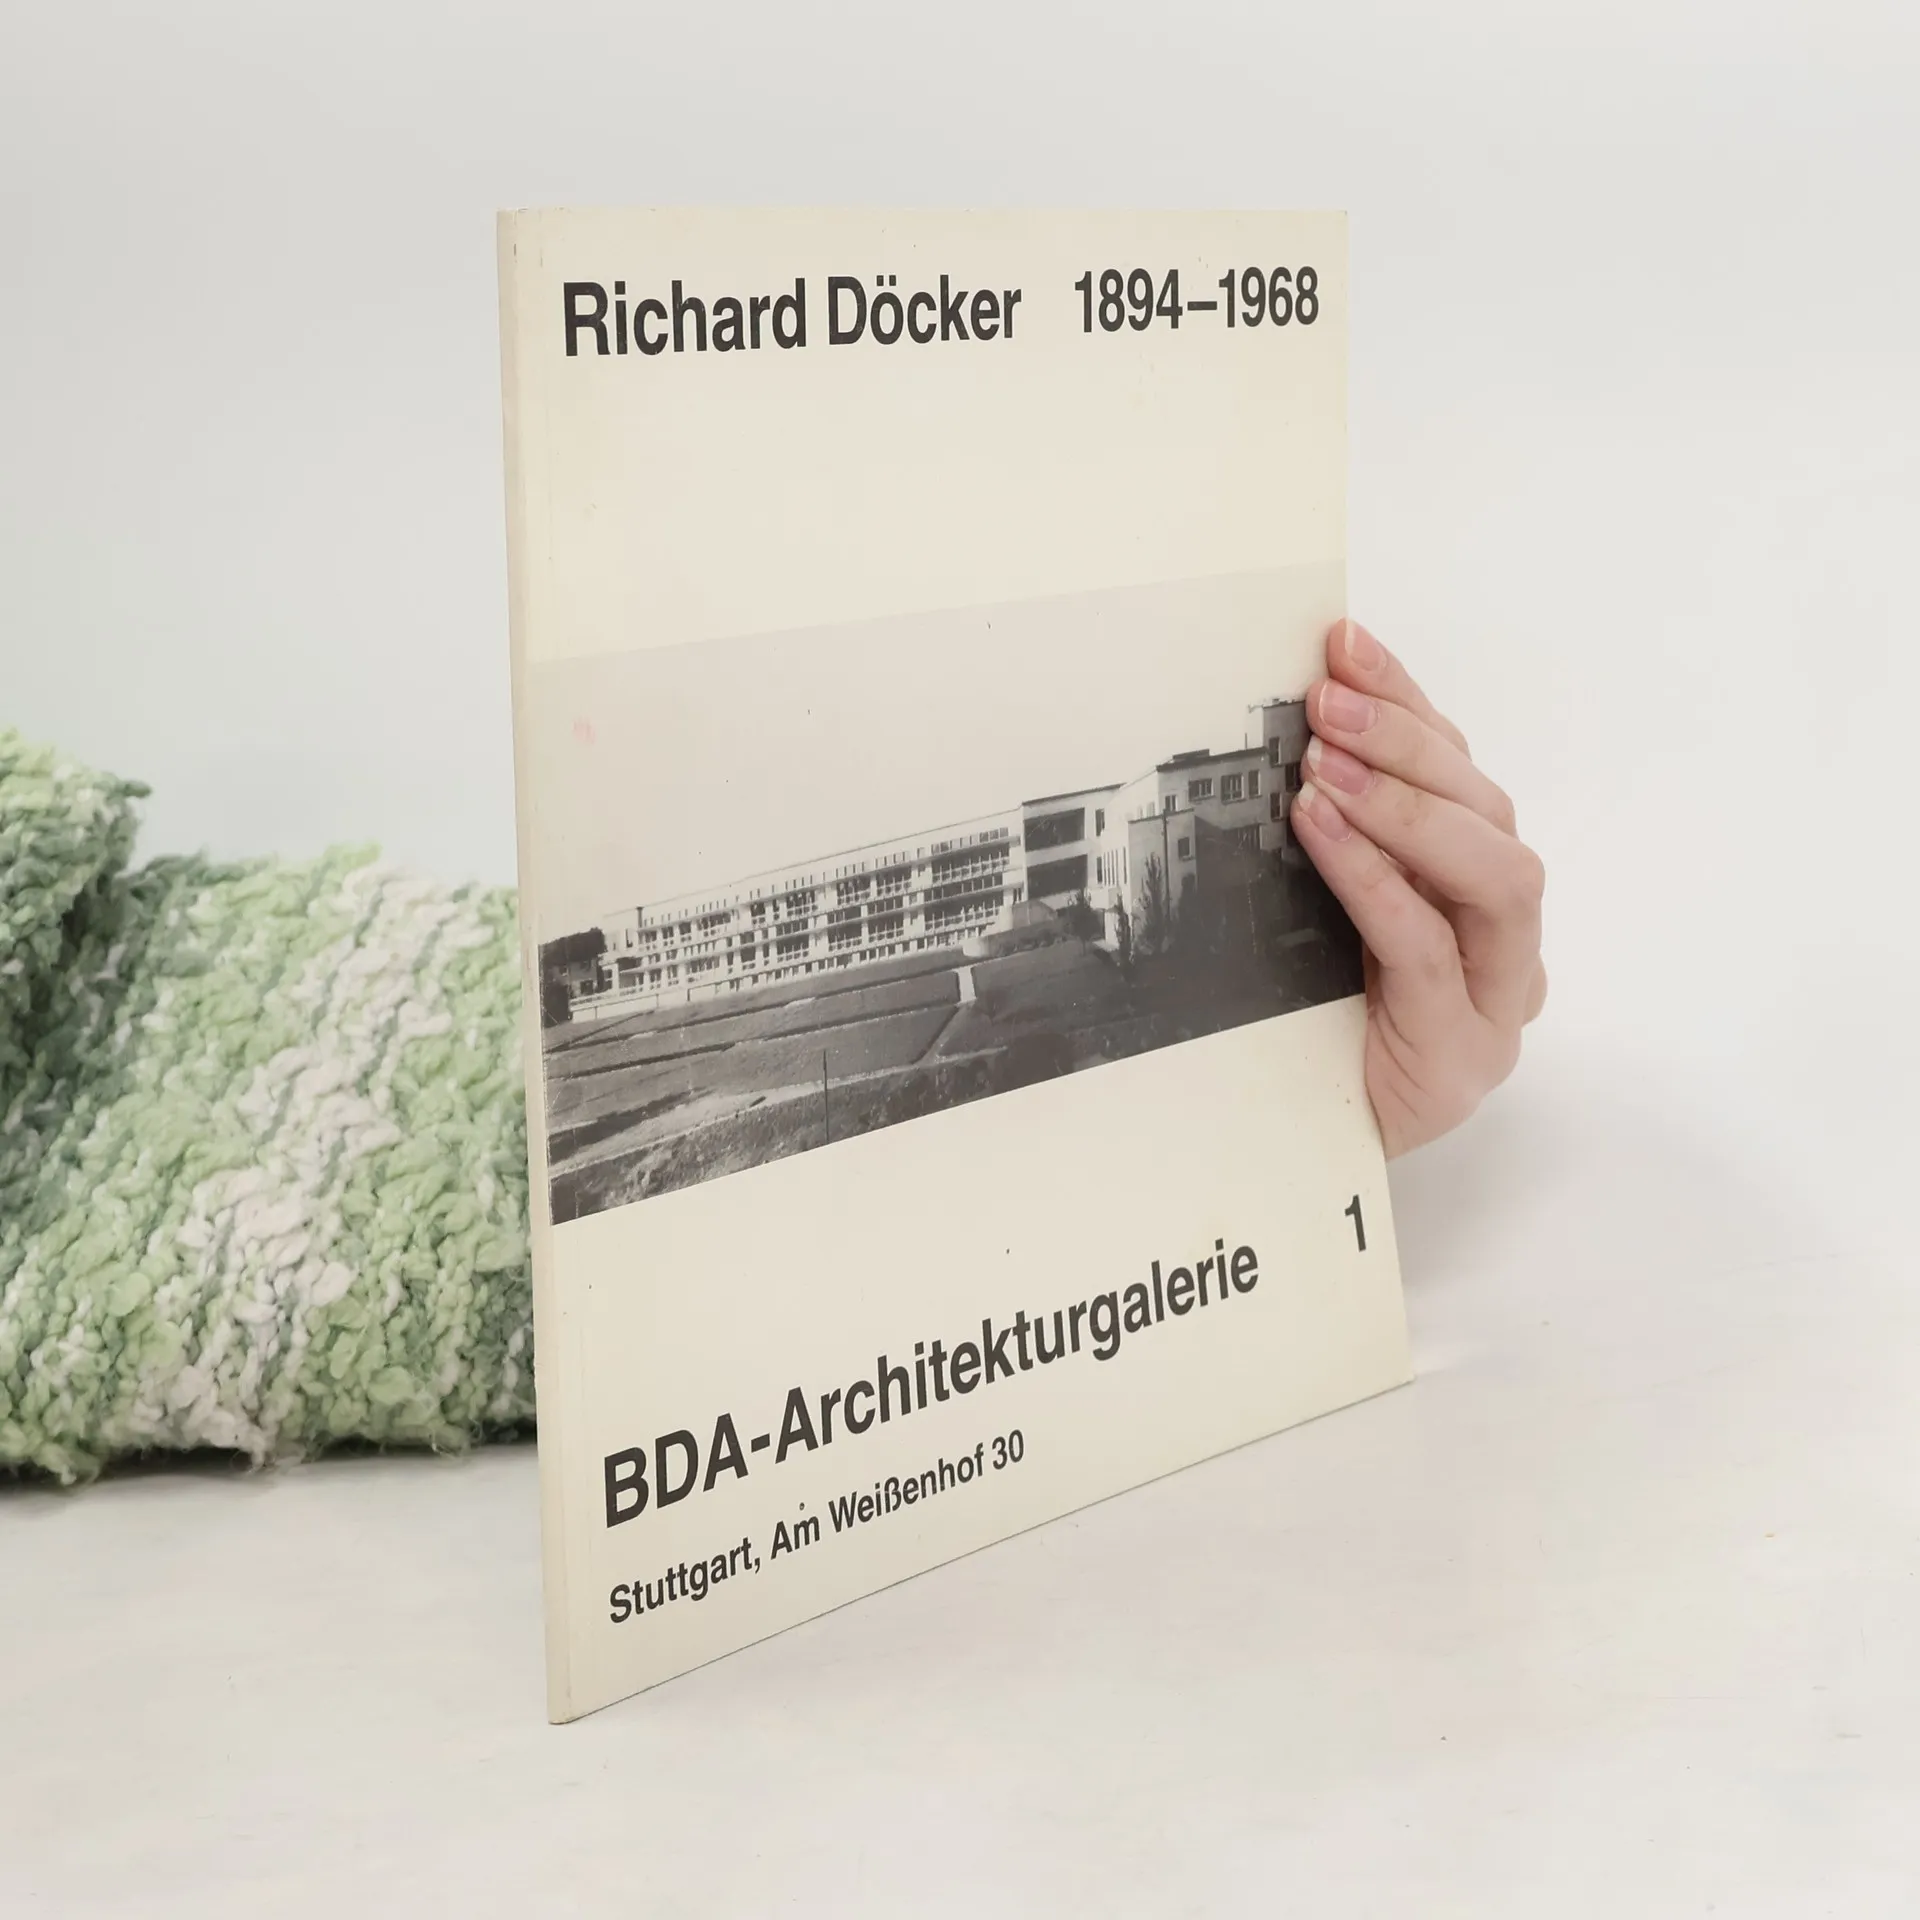 Richard Döcker 1894–1968
BDA-Architekturgalerie 1
Stuttgart, Am Weißenhof 30